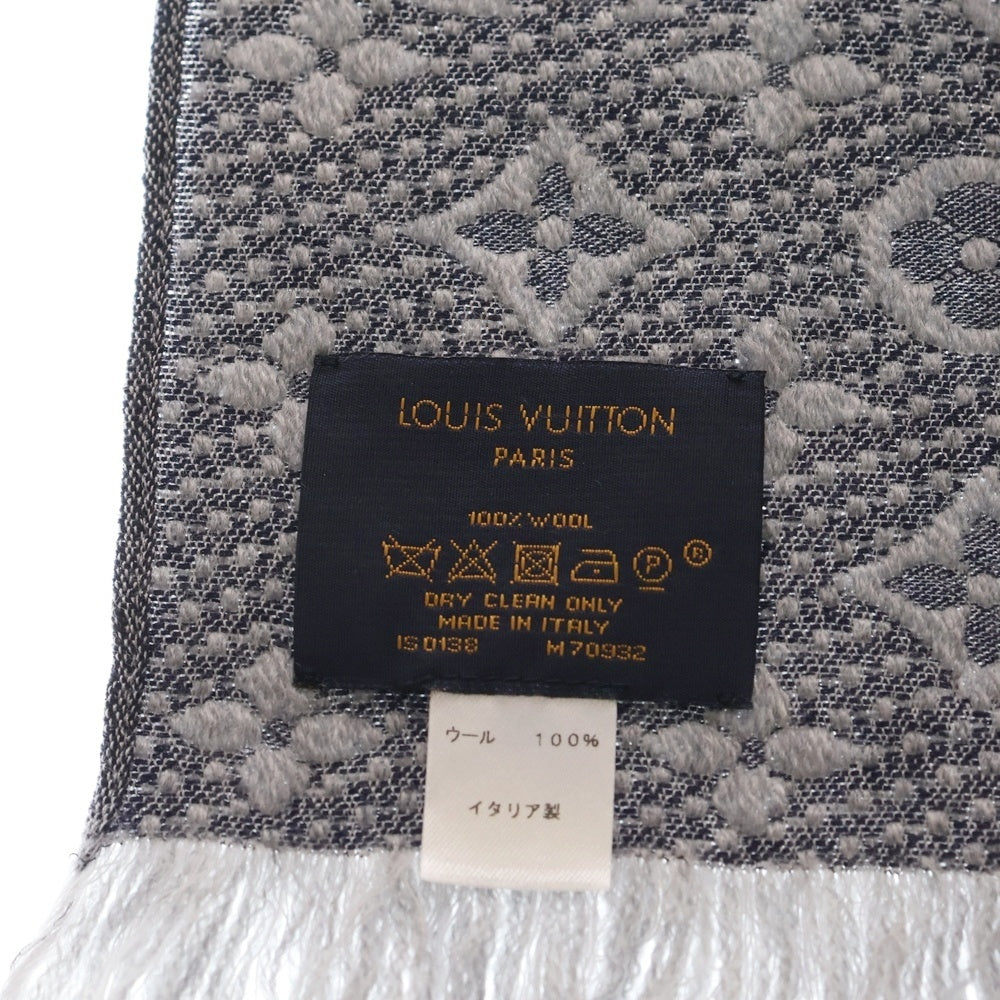 LOUIS VUITTON
PARIS
100% WOOL
P ®
DRY CLEAN ONLY
MADE IN ITALY
IS0138 M70932
ウール 100%
イタリア製